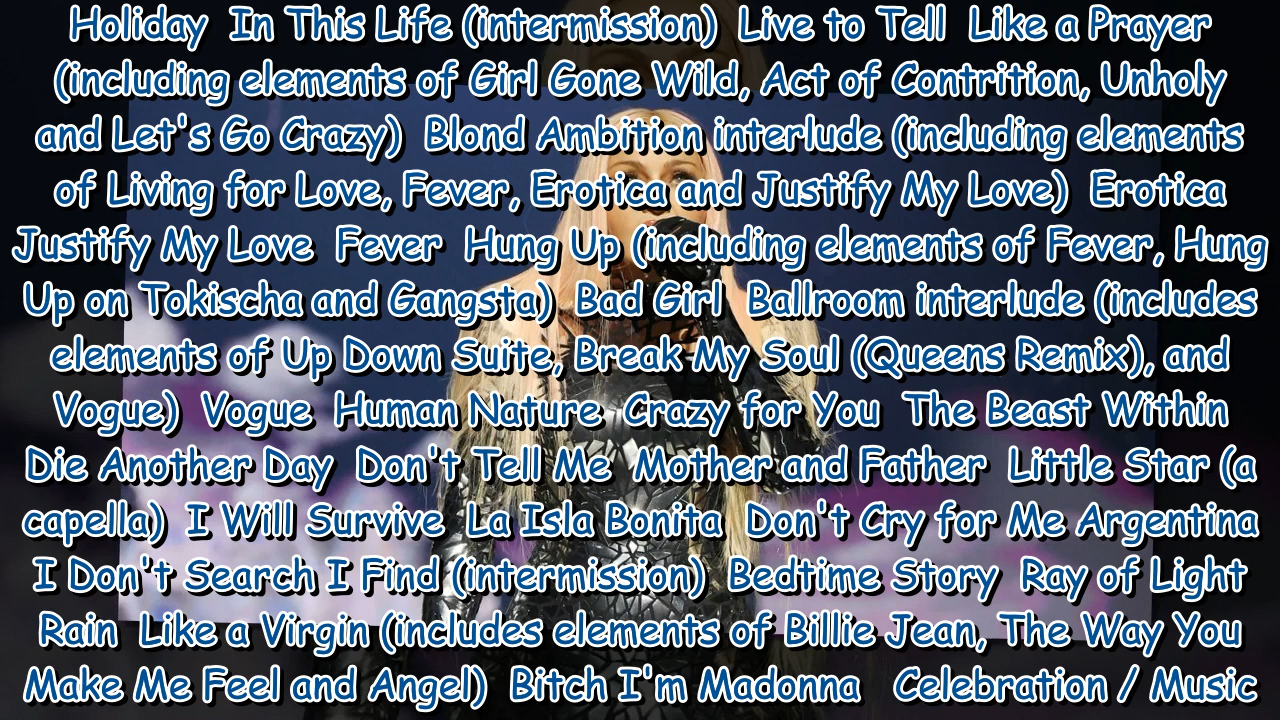 Holiday  In This Life (intermission)  Live to Tell  Like a Prayer
(including elements of Girl Gone Wild, Act of Contrition, Unholy
and Let's Go Crazy)  Blond Ambition interlude (including elements
of Living for Love, Fever, Erotica and Justify My Love)  Erotica
Justify My Love  Fever  Hung Up (including elements of Fever, Hung
Up on Tokischa and Gangsta)  Bad Girl  Ballroom interlude (includes
elements of Up Down Suite, Break My Soul (Queens Remix), and
Vogue)  Vogue  Human Nature  Crazy for You  The Beast Within
Die Another Day  Don't Tell Me  Mother and Father  Little Star (a
capella)  I Will Survive  La Isla Bonita  Don't Cry for Me Argentina
I Don't Search I Find (intermission)  Bedtime Story  Ray of Light
Rain  Like a Virgin (includes elements of Billie Jean, The Way You
Make Me Feel and Angel)  Bitch I'm Madonna   Celebration / Music